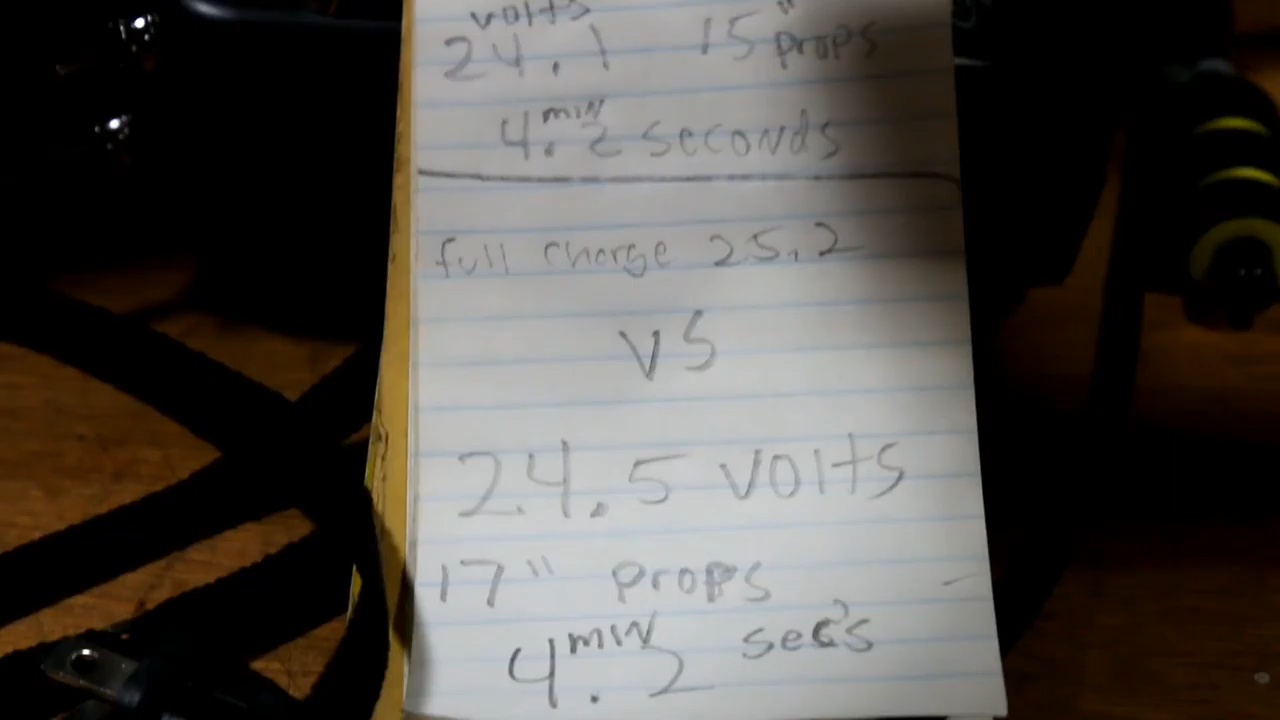 volts
24.1 15" props
4.min 2 seconds
full charge 25.2
VS
24.5 volts
17" props
4.min 2 sec's